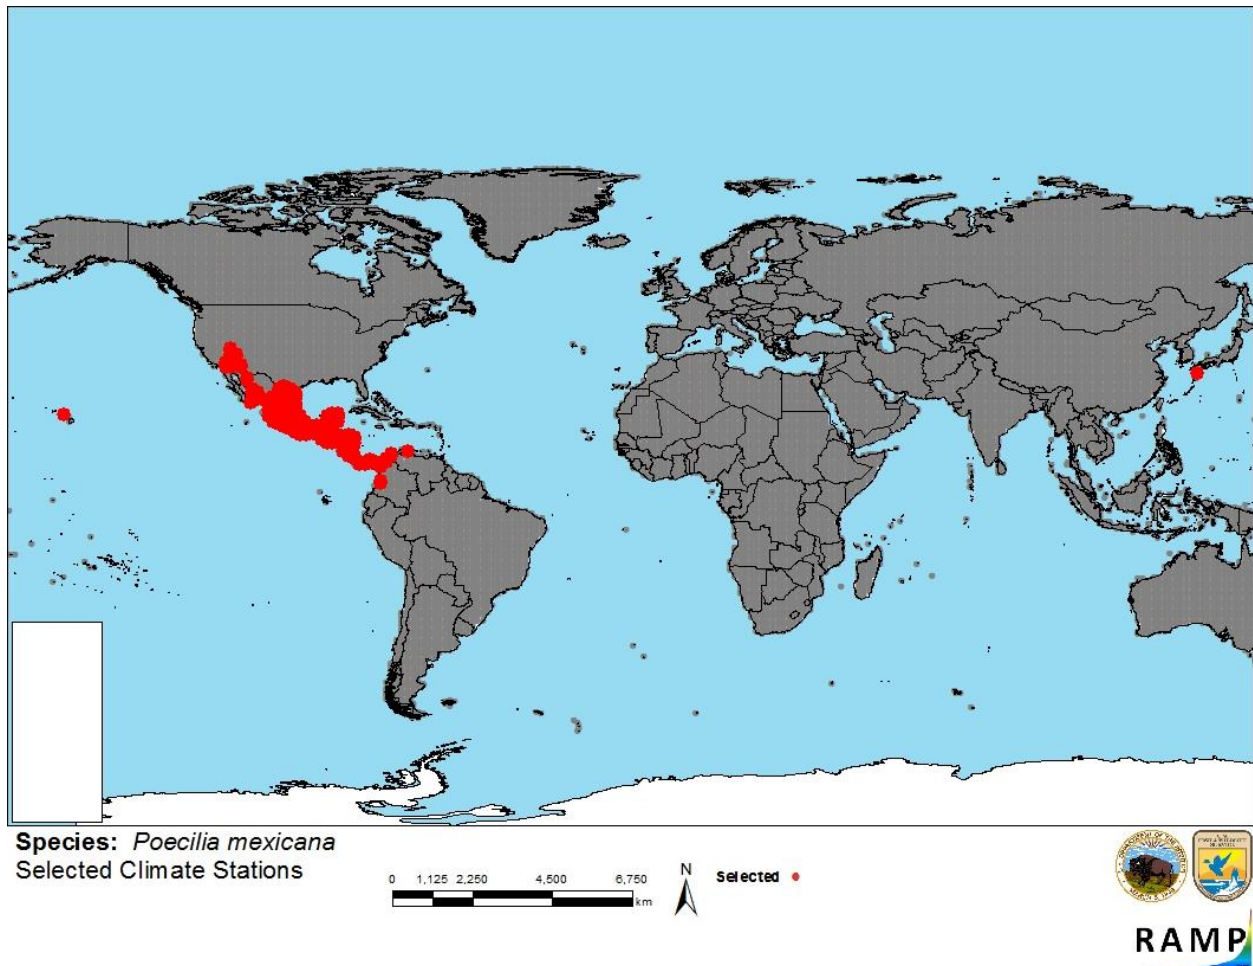 Species: Poecilia mexicana
Selected Climate Stations
0 1,125 2,250 4,500 6,750
km
N
Selected
RAMP